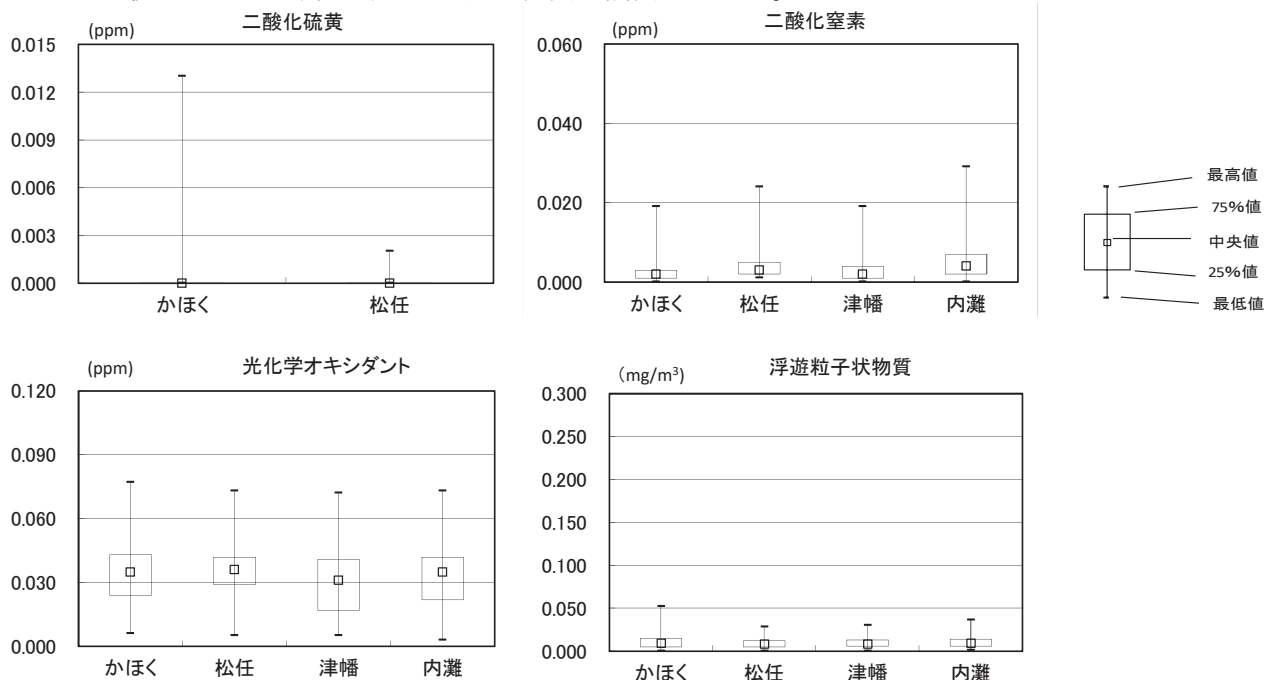 二酸化硫黄
(ppm)
0.015
0.012
0.009
0.006
0.003
0.000
かほく 松任
二酸化窒素
(ppm)
0.060
0.040
0.020
0.000
かほく 松任 津幡 内灘
最高値
75%値
中央値
25%値
最低値
光化学オキシダント
(ppm)
0.120
0.090
0.060
0.030
0.000
かほく 松任 津幡 内灘
浮遊粒子状物質
(mg/m³)
0.300
0.250
0.200
0.150
0.100
0.050
0.000
かほく 松任 津幡 内灘